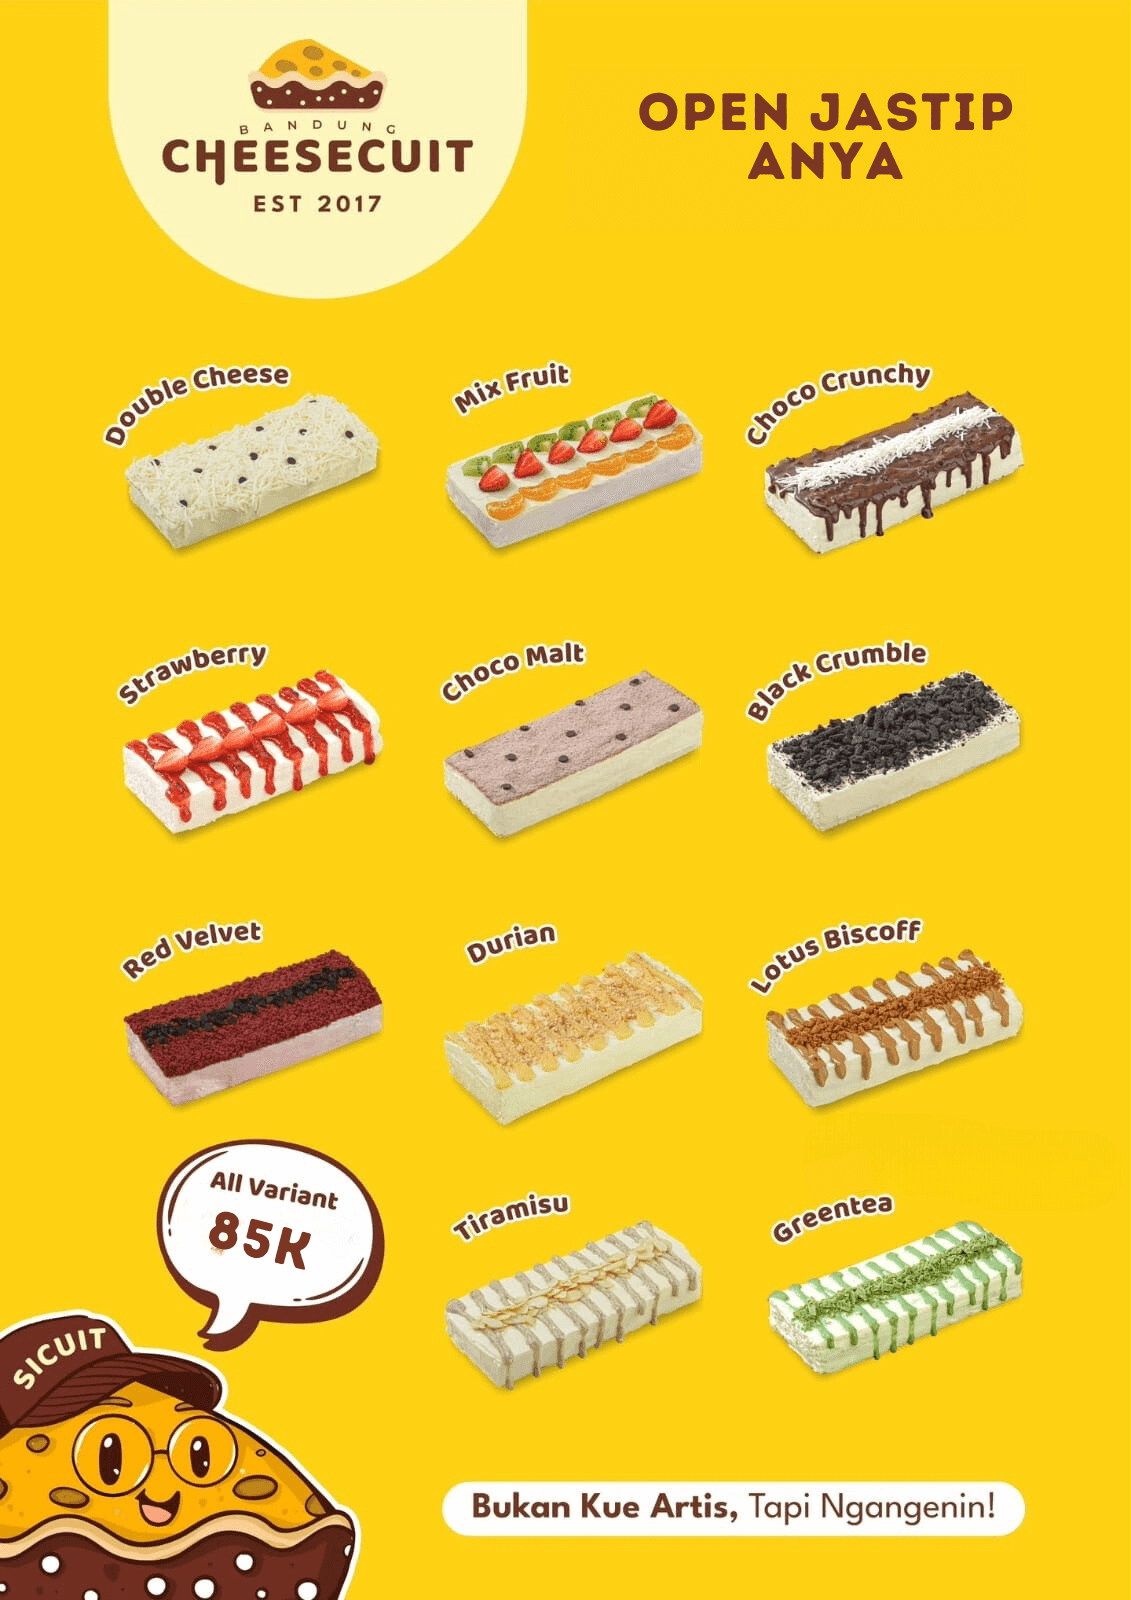 BANDUNG
CHEESECUIT
EST 2017
OPEN JASTIP
ANYA
Double Cheese
Mix Fruit
Choco Crunchy
Strawberry
Choco Malt
Black Crumble
Red Velvet
Durian
Lotus Biscoff
All Variant
85K
Tiramisu
Greentea
SICUIT
Bukan Kue Artis, Tapi Ngangenin!